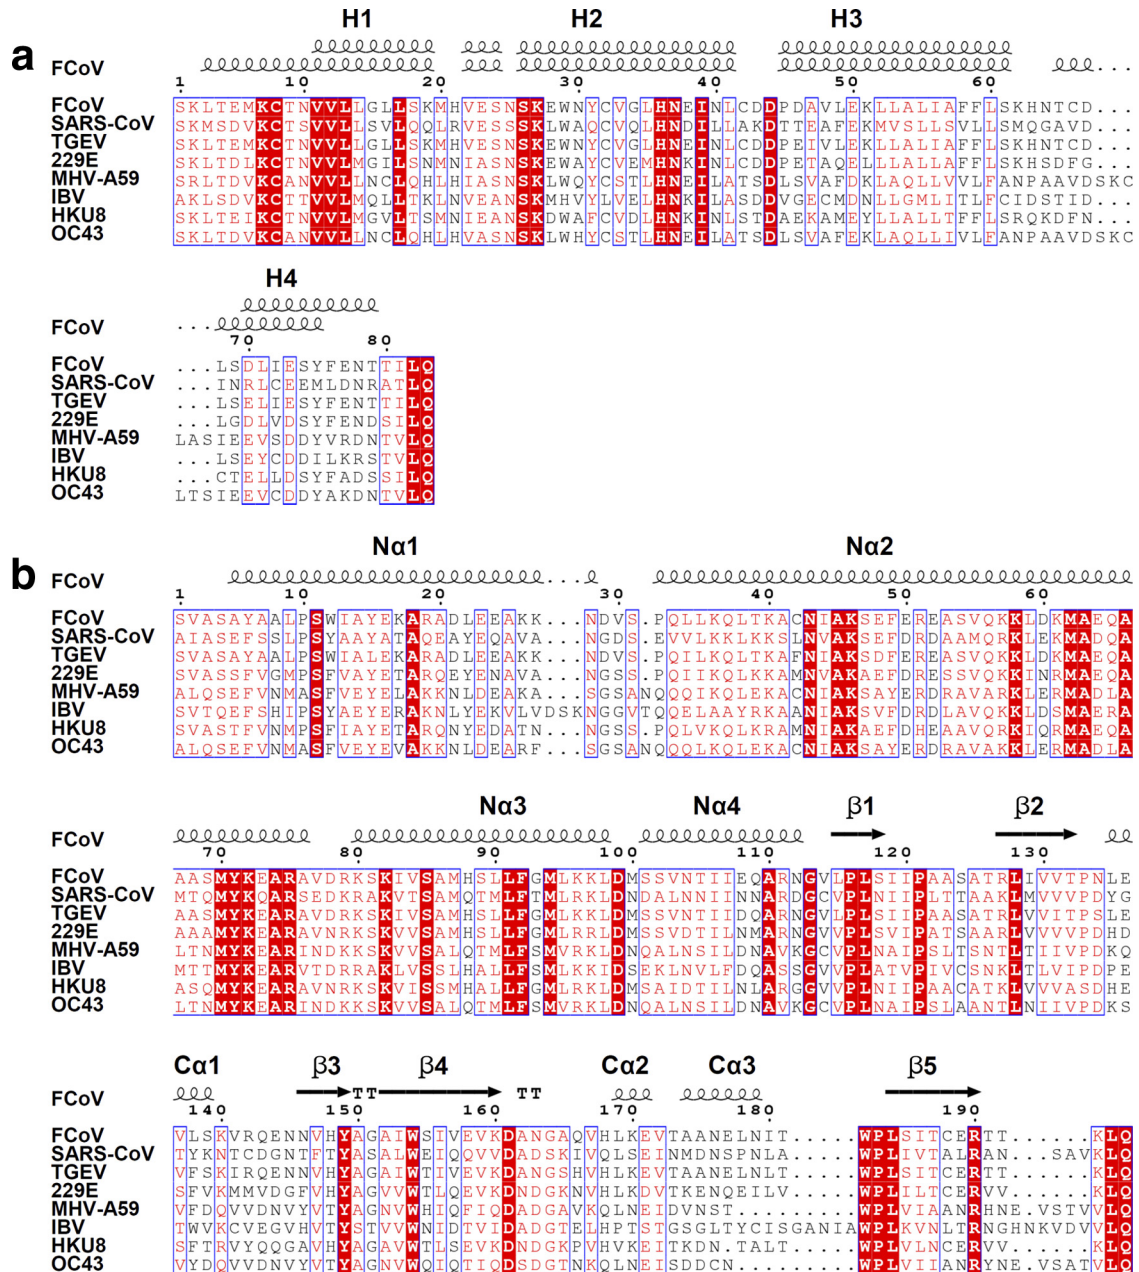 H1 H2 H3
a
FCoV ...
1 10 20 30 40 50 60
FCoV SKLTEMKCTNVVLLGLLSKMHVESNSKEWNYCVGLHNEINLCDDPDAVLEKLLALIAFFLSKHNTCD...
SARS-CoV SKMSDVKCTSVVLLSVLQQLRVESSSKLWAQCVQLHNDILLAKDTTEAFEKMVSLLSVLLSMQGAVD...
TGEV SKLTEMKCTNVVLLGLLSKMHVESNSKEWNYCVGLHNEINLCDDPEIVLEKLLALIAFFLSKHNTCD...
229E SKLTDLKCTNVVLMGILSNMNIASNSKEWAYCVEMHNKINLCDDPETAQELLLALLAFFLSKHSDFG...
MHV-A59 SRLTDVKCANVVLLNCLQHLHIASNSKLWQYCSTLHNEILATSDLSVAFDKLAQLLVVLFANPAAVDSKC
IBV AKLSDVKCTTVVLMQLLTKLNVEANSKMHVYLVELHNKILASDDVGECMDNLLGMLITLFCIDSTID...
HKU8 SKLTEIKCTNVVLMGVLTSMNIEANSKDWAFCVDLHNKINLSTDAEKAMEYLLALLTFFLSRQKDFN...
OC43 SKLTDVKCANVVLLNCLQHLHVASNSKLWHYCSTLHNEILATSDLSVAFEKLAQLLIVLFANPAAVDSKC
H4
FCoV ...
70 80
FCoV ...LSDLIESYFENTTILQ
SARS-CoV ...INRLCEEMLDNRATLQ
TGEV ...LSELIESYFENTTILQ
229E ...LGDLVDSYFENDSILQ
MHV-A59 LASIEEVSDDYVRDNTVLQ
IBV ...LSEYCDDILKRSTVLQ
HKU8 ...CTELLDSYFADSSILQ
OC43 LTSIEEVCDDYAKDNTVLQ
Nα1 Nα2
b
FCoV ...
1 10 20 30 40 50 60
FCoV SVASAYAALPSWIAYEKARADLEEAKK...NDVS.PQLLKQLTKACNIAKSEFEREASVQKKLDKMAEQA
SARS-CoV AIASEFSSLPSYAAYATAQEAYEQAVA...NGDS.EVVLKKLKKSLNVAKSEFDRDAAMQRKLEKMADQA
TGEV SVASAYAALPSWIALEKARADLEEAKK...NDVS.PQILKQLTKAFNIAKSDFEREASVQKKLDKMAEQA
229E SVASSFVGMPSFVAYETARQEYENAVA...NGSS.PQIIKQLKKAMNVAKAEFDRESSVQKKINRMAEQA
MHV-A59 ALQSEFVNMASFVEYELAKKNLDEAKA...SGSANQQQIKQLEKACNIAKSAYERDRAVARKLERMADLA
IBV SVTQEFSHIPSYAEYERAKNLYEKVLVDSKNGGVTQQELAAYRKAANIAKSVFDRDLAVQKKLDSMAERA
HKU8 SVASTFVNMPSFIAYETARQNYEDATN...NGSS.PQLVKQLKRAMNIAKAEFDHEASVQKKIQRMAEQA
OC43 ALQSEFVNMASFVEYEVAKKNLDEARF...SGSANQQQLKQLEKACNIAKSAYERDRAVAKKLERMADLA
Nα3 Nα4 β1 β2
FCoV
70 80 90 100 110 120 130
FCoV AASMYKEARAVDRKSKIVSAMHSLLFGMLKKLDMSSVNTIIEQARNGVLPLSIIPAASATRLIVVTPNLE
SARS-CoV MTQMYKQARSEDKRAKVTSAMQTMLFTMLRKLDNDALNNIINNARDGCVPLNIIPLTTAAKLMVVVPDYG
TGEV AASMYKEARAVDRKSKIVSAMHSLLFGMLKKLDMSSVNTIIDQARNGVLPLSIIPAASATRLVVITPSLE
229E AAAMYKEARAVNRKSKVVSAMHSLLFGMLRRLDMSSVDTILNMARNGVVPLSVIPATSAARLVVVVPDHD
MHV-A59 LTNMYKEARINDKKSKVVSALQTMLFSMVRKLDNQALNSILDNAVKGCVPLNAIPSLTSNTLTIIVPDKQ
IBV MTTMYKEARVTDRRAKLVSSLHALLFSMLKKIDSEKLNVLFDQASSGVVPLATVPIVCSNKLTLVIPDPE
HKU8 ASQMYKEARAVNRKSKVISSMHALLFGMLRKLDMSAIDTILNLARGGVVPLSIIPAACATKLVVVASDHE
OC43 LTNMYKEARINDKKSKVVSALQTMLFSMVRKLDNQALNSILDNAVKGCVPLNAIPSLAANTLNIIVPDKS
Cα1 β3 β4 Cα2 Cα3 β5
FCoV TT TT
140 150 160 170 180 190
FCoV VLSKVRQENNVHYAGAIWSIVEVKDANGAQVHLKEVTAANELNIT.....WPLSITCERTT......KLQ
SARS-CoV TYKNTCDGNTFTYASALWEIQQVVDADSKIVQLSEINMDNSPNLA.....WPLIVTALRAN...SAVKLQ
TGEV VFSKIRQENNVHYAGAIWTIVEVKDANGSHVHLKEVTAANELNLT.....WPLSITCERTT......KLQ
229E SFVKMMVDGFVHYAGVVWTLQEVKDNDGKNVHLKDVTKENQEILV.....WPLILTCERVV......KLQ
MHV-A59 VFDQVVDNVYVTYAGNVWHIQFIQDADGAVKQLNEIDVNST.........WPLVIAANRHNE.VSTVVLQ
IBV TWVKCVEGVHVTYSTVVWNIDTVIDADGTELHPTSTGSGLTYCISGANIAWPLKVNLTRNGHNKVDVVLQ
HKU8 SFTRVYQQGAVHYAGAVWTLSEVKDNDGKPVHVKEITKDN.TALT.....WPLVLNCERVV......KLQ
OC43 VYDQVVDNVYVTYAGNVWQIQTIQDSDGTNKQLNEISDDCN.........WPLVIIANRYNE.VSATVLQ